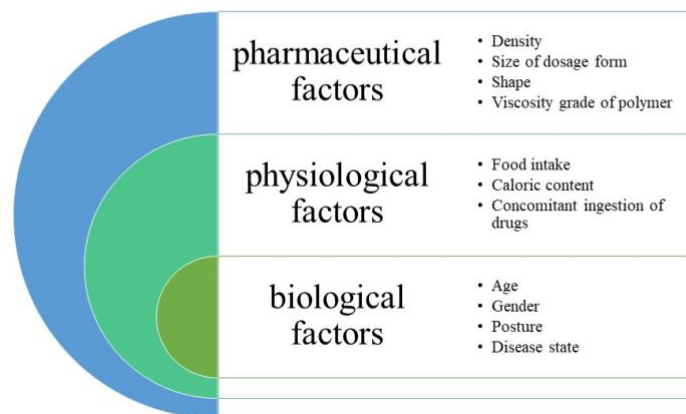 pharmaceutical
factors
• Density
• Size of dosage form
• Shape
• Viscosity grade of polymer
physiological
factors
• Food intake
• Caloric content
• Concomitant ingestion of
drugs
biological
factors
• Age
• Gender
• Posture
• Disease state